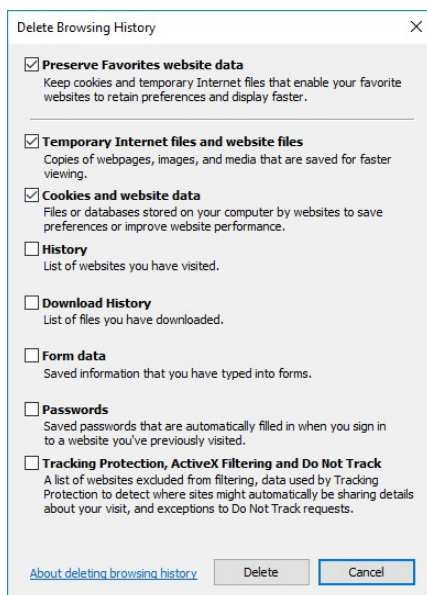 Delete Browsing History
Preserve Favorites website data
Keep cookies and temporary Internet files that enable your favorite
websites to retain preferences and display faster.
Temporary Internet files and website files
Copies of webpages, images, and media that are saved for faster
viewing.
Cookies and website data
Files or databases stored on your computer by websites to save
preferences or improve website performance.
History
List of websites you have visited.
Download History
List of files you have downloaded.
Form data
Saved information that you have typed into forms.
Passwords
Saved passwords that are automatically filled in when you sign in
to a website you've previously visited.
Tracking Protection, ActiveX Filtering and Do Not Track
A list of websites excluded from filtering, data used by Tracking
Protection to detect where sites might automatically be sharing details
about your visit, and exceptions to Do Not Track requests.
About deleting browsing history Delete Cancel